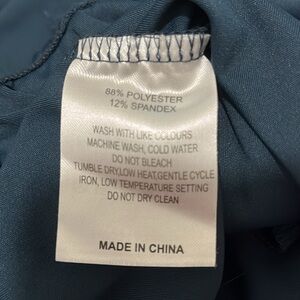 88% POLYESTER
12% SPANDEX
WASH WITH LIKE COLOURS
MACHINE WASH, COLD WATER
DO NOT BLEACH
TUMBLE DRY,LOW HEAT,GENTLE CYCLE
IRON, LOW TEMPERATURE SETTING
DO NOT DRY CLEAN
MADE IN CHINA